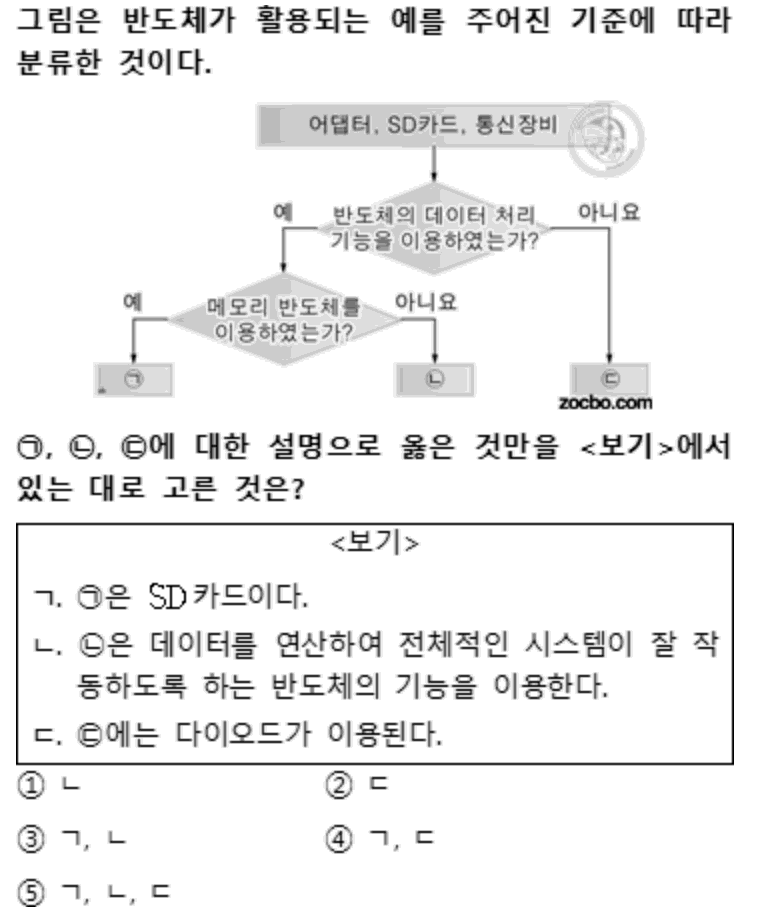 그림은 반도체가 활용되는 예를 주어진 기준에 따라
분류한 것이다.
어댑터, SD카드, 통신장비
예
반도체의 데이터 처리
기능을 이용하였는가?
아니요
예
메모리 반도체를
이용하였는가?
아니요
㉠
㉡
㉢
zocbo.com
㉠, ㉡, ㉢에 대한 설명으로 옳은 것만을 <보기>에서
있는 대로 고른 것은?
<보기>
ㄱ. ㉠은 SD카드이다.
ㄴ. ㉡은 데이터를 연산하여 전체적인 시스템이 잘 작
동하도록 하는 반도체의 기능을 이용한다.
ㄷ. ㉢에는 다이오드가 이용된다.
① ㄴ ② ㄷ
③ ㄱ, ㄴ ④ ㄱ, ㄷ
⑤ ㄱ, ㄴ, ㄷ